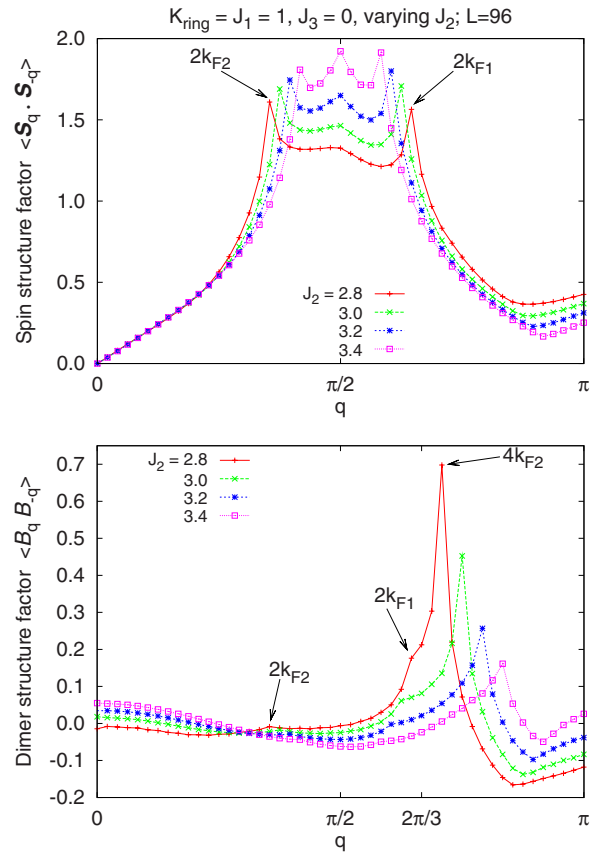 K_ring = J_1 = 1, J_3 = 0, varying J_2; L=96
Spin structure factor <S_q · S_-q>
2.0
1.5
1.0
0.5
0.0
2k_F2
2k_F1
J_2 = 2.8
3.0
3.2
3.4
0
π/2
π
q
Dimer structure factor <B_q B_-q>
0.7
0.6
0.5
0.4
0.3
0.2
0.1
0.0
-0.1
-0.2
J_2 = 2.8
3.0
3.2
3.4
4k_F2
2k_F1
2k_F2
0
π/2
2π/3
π
q